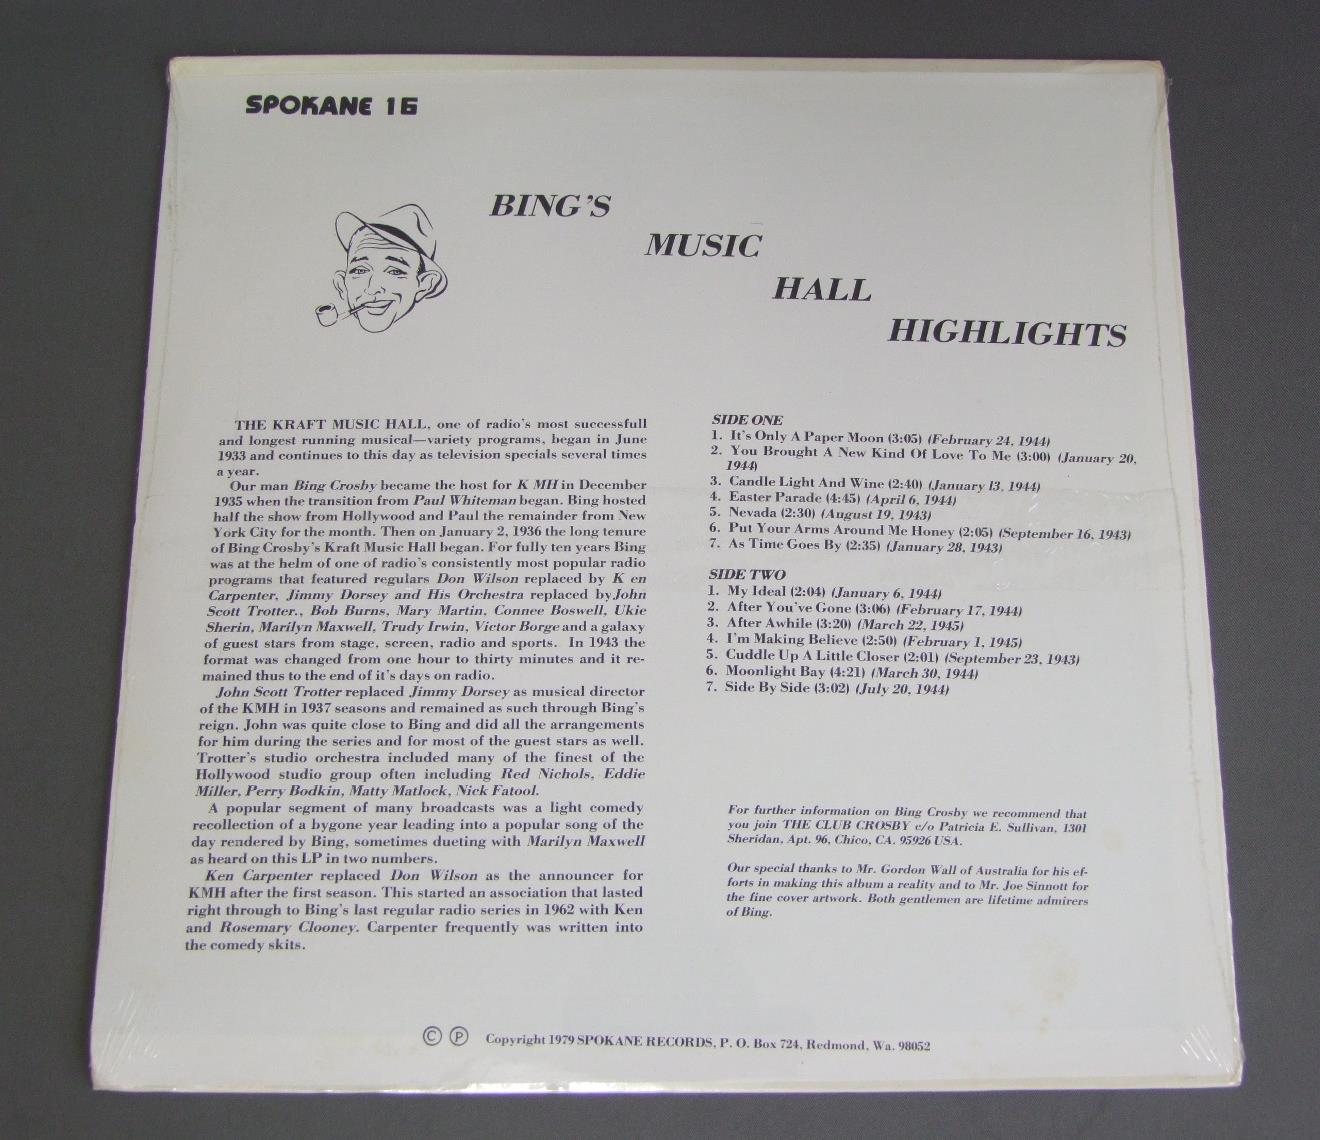 SPOKANE 16
BING'S
MUSIC
HALL
HIGHLIGHTS
THE KRAFT MUSIC HALL, one of radio's most successfull
and longest running musical—variety programs, began in June
1933 and continues to this day as television specials several times
a year.
Our man Bing Crosby became the host for K MH in December
1935 when the transition from Paul Whiteman began. Bing hosted
half the show from Hollywood and Paul the remainder from New
York City for the month. Then on January 2, 1936 the long tenure
of Bing Crosby's Kraft Music Hall began. For fully ten years Bing
was at the helm of one of radio's consistently most popular radio
programs that featured regulars Don Wilson replaced by K en
Carpenter, Jimmy Dorsey and His Orchestra replaced by John
Scott Trotter., Bob Burns, Mary Martin, Connee Boswell, Ukie
Sherin, Marilyn Maxwell, Trudy Irwin, Victor Borge and a galaxy
of guest stars from stage, screen, radio and sports. In 1943 the
format was changed from one hour to thirty minutes and it re-
mained thus to the end of it's days on radio.
John Scott Trotter replaced Jimmy Dorsey as musical director
of the KMH in 1937 seasons and remained as such through Bing's
reign. John was quite close to Bing and did all the arrangements
for him during the series and for most of the guest stars as well.
Trotter's studio orchestra included many of the finest of the
Hollywood studio group often including Red Nichols, Eddie
Miller, Perry Bodkin, Matty Matlock, Nick Fatool.
A popular segment of many broadcasts was a light comedy
recollection of a bygone year leading into a popular song of the
day rendered by Bing, sometimes dueting with Marilyn Maxwell
as heard on this LP in two numbers.
Ken Carpenter replaced Don Wilson as the announcer for
KMH after the first season. This started an association that lasted
right through to Bing's last regular radio series in 1962 with Ken
and Rosemary Clooney. Carpenter frequently was written into
the comedy skits.
SIDE ONE
1. It's Only A Paper Moon (3:05) (February 24, 1944)
2. You Brought A New Kind Of Love To Me (3:00) (January 20,
1944)
3. Candle Light And Wine (2:40) (January 13, 1944)
4. Easter Parade (4:45) (April 6, 1944)
5. Nevada (2:30) (August 19, 1943)
6. Put Your Arms Around Me Honey (2:05) (September 16, 1943)
7. As Time Goes By (2:35) (January 28, 1943)
SIDE TWO
1. My Ideal (2:04) (January 6, 1944)
2. After You've Gone (3:06) (February 17, 1944)
3. After Awhile (3:20) (March 22, 1945)
4. I'm Making Believe (2:50) (February 1, 1945)
5. Cuddle Up A Little Closer (2:01) (September 23, 1943)
6. Moonlight Bay (4:21) (March 30, 1944)
7. Side By Side (3:02) (July 20, 1944)
For further information on Bing Crosby we recommend that
you join THE CLUB CROSBY c/o Patricia E. Sullivan, 1301
Sheridan, Apt. 96, Chico, CA. 95926 USA.
Our special thanks to Mr. Gordon Wall of Australia for his ef-
forts in making this album a reality and to Mr. Joe Sinnott for
the fine cover artwork. Both gentlemen are lifetime admirers
of Bing.
Ⓒ Ⓟ Copyright 1979 SPOKANE RECORDS, P. O. Box 724, Redmond, Wa. 98052